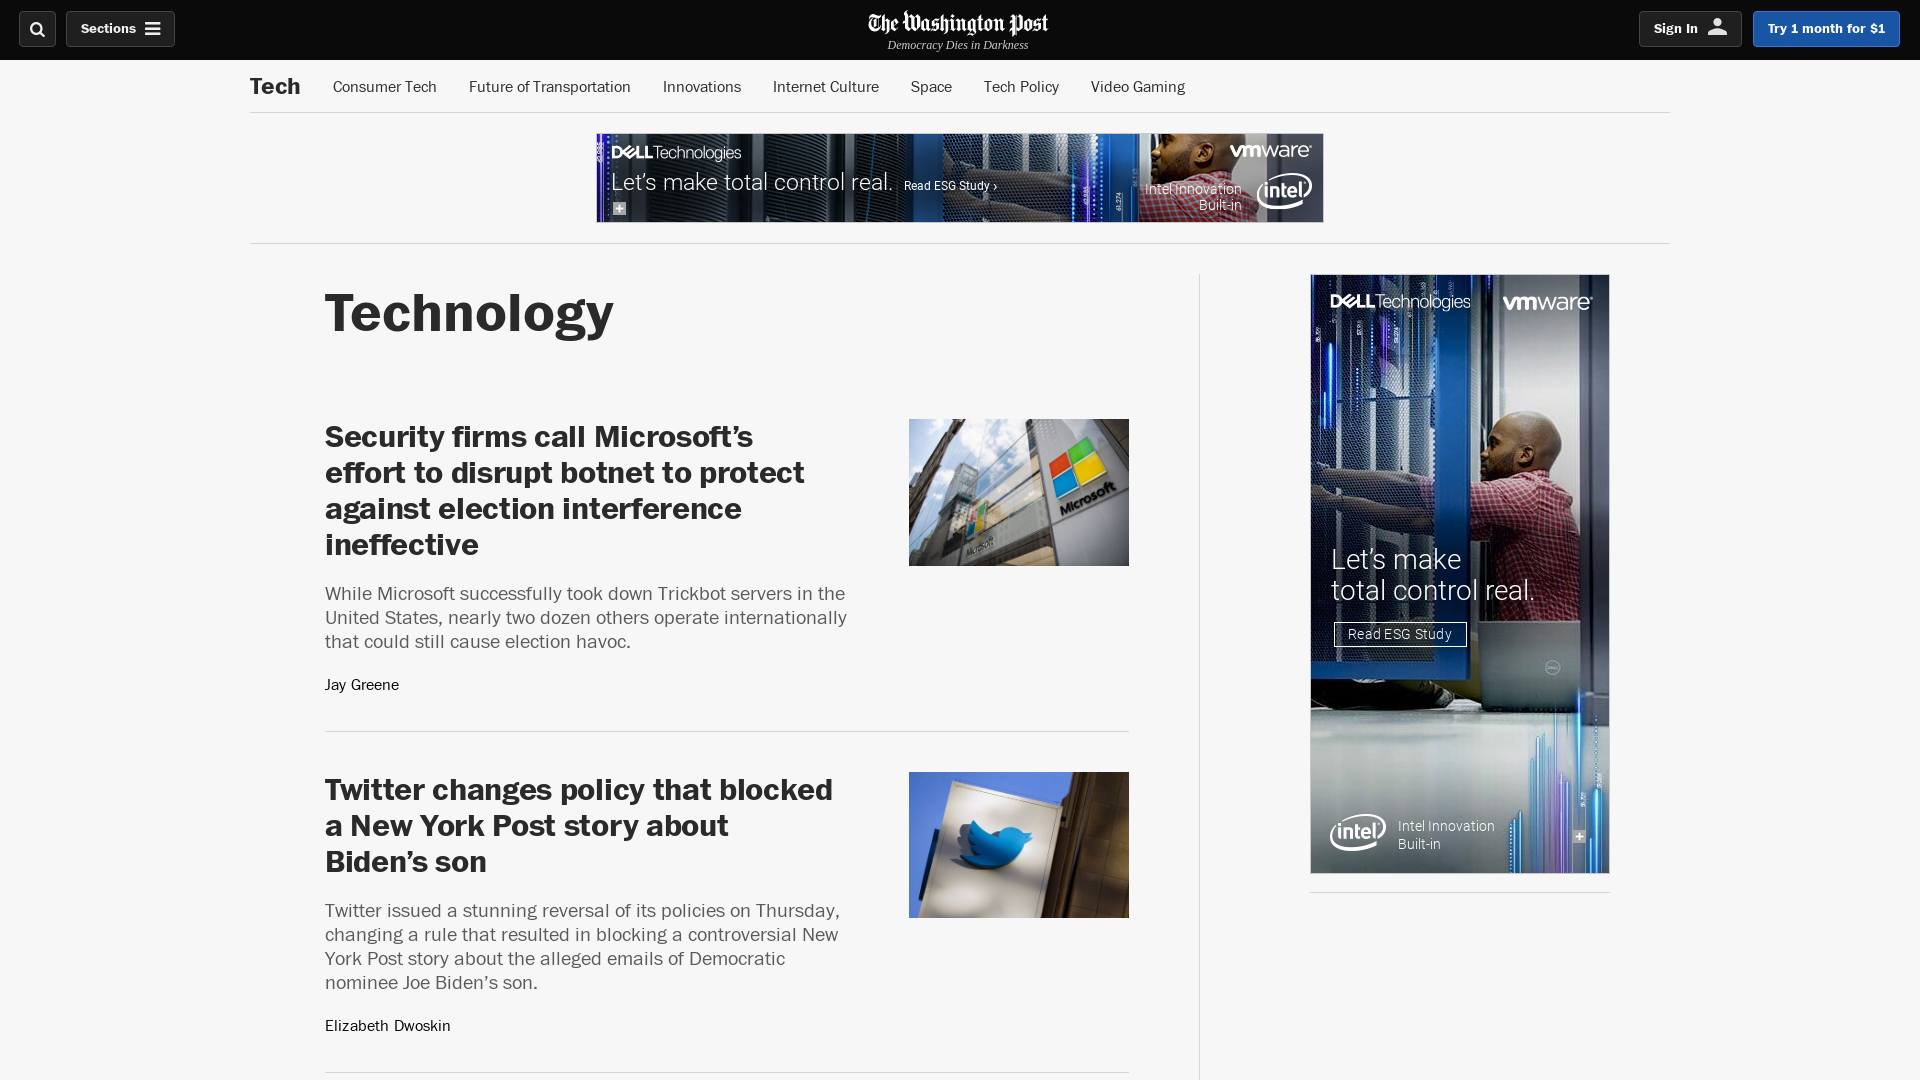 Sections
The Washington Post
Democracy Dies in Darkness
Sign In
Try 1 month for $1
Tech
Consumer Tech
Future of Transportation
Innovations
Internet Culture
Space
Tech Policy
Video Gaming
DELLTechnologies
Let's make total control real.
Read ESG Study ›
vmware®
Intel Innovation
Built-in
intel®
Technology
Security firms call Microsoft’s
effort to disrupt botnet to protect
against election interference
ineffective
While Microsoft successfully took down Trickbot servers in the
United States, nearly two dozen others operate internationally
that could still cause election havoc.
Jay Greene
Microsoft
Microsoft
Twitter changes policy that blocked
a New York Post story about
Biden’s son
Twitter issued a stunning reversal of its policies on Thursday,
changing a rule that resulted in blocking a controversial New
York Post story about the alleged emails of Democratic
nominee Joe Biden’s son.
Elizabeth Dwoskin
DELLTechnologies
vmware®
Let's make
total control real.
Read ESG Study
intel®
Intel Innovation
Built-in